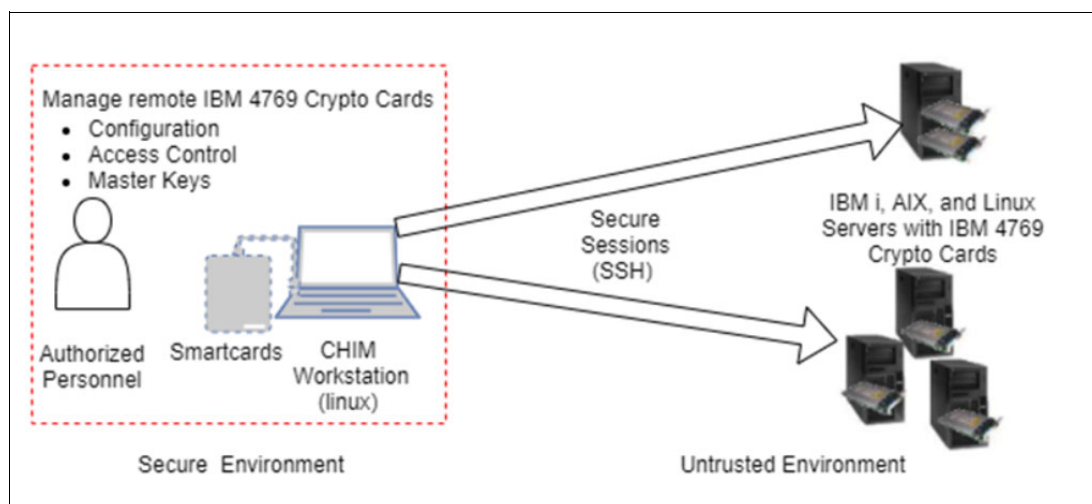 Manage remote IBM 4769 Crypto Cards
• Configuration
• Access Control
• Master Keys
Authorized
Personnel
Smartcards
CHIM
Workstation
(linux)
Secure
Sessions
(SSH)
IBM i, AIX, and Linux
Servers with IBM 4769
Crypto Cards
Secure Environment
Untrusted Environment